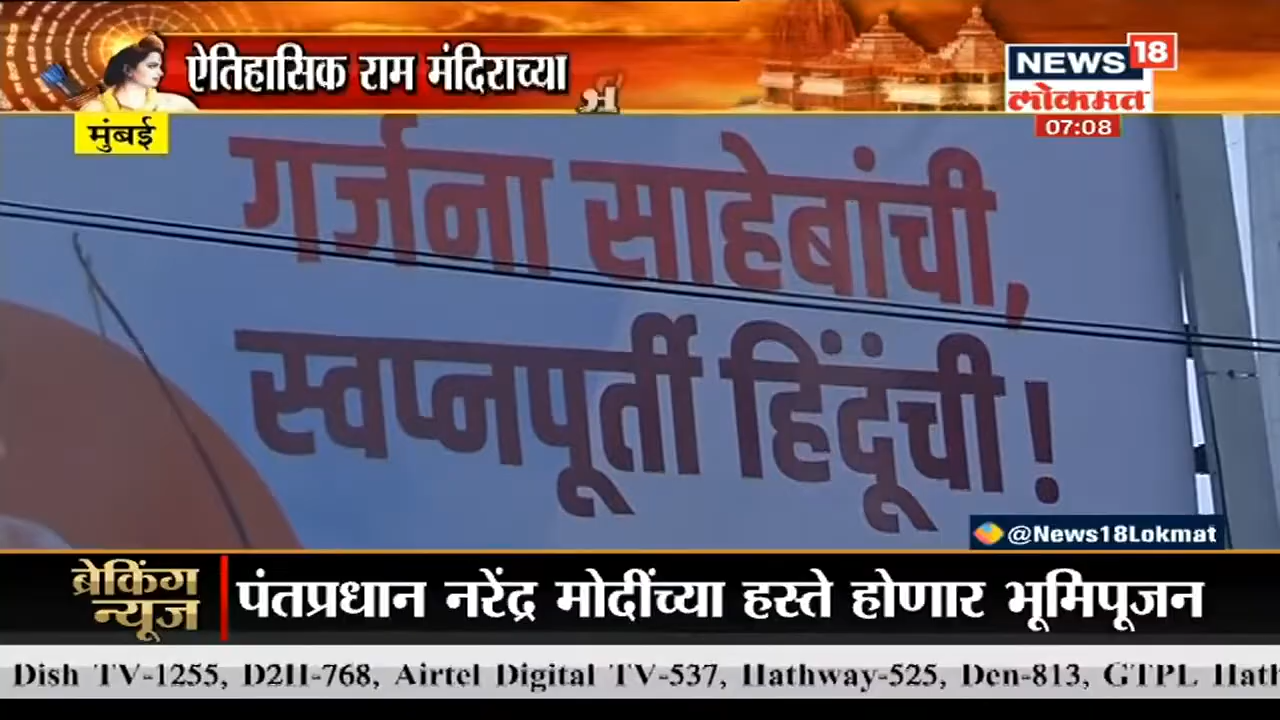 ऐतिहासिक राम मंदिराच्या
NEWS 18
लोकमत
07:08
मुंबई
गर्जना साहेबांची,
स्वप्नपूर्ती हिंदूंची!
@News18Lokmat
ब्रेकिंग न्यूज
पंतप्रधान नरेंद्र मोदींच्या हस्ते होणार भूमिपूजन
Dish TV-1255, D2H-768, Airtel Digital TV-537, Hathway-525, Den-813, GTPL Hath